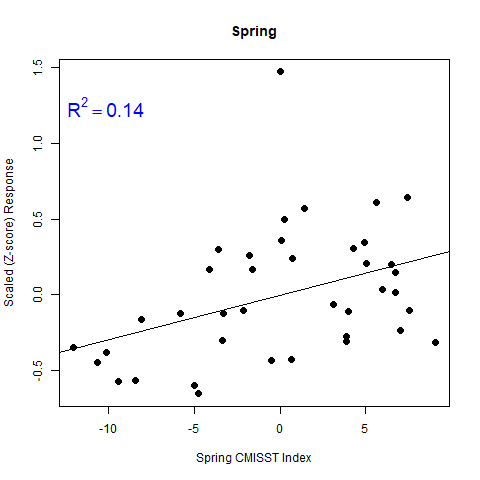 Spring
R² = 0.14
1.5
1.0
0.5
0.0
-0.5
Scaled (Z-score) Response
-10 -5 0 5
Spring CMISST Index